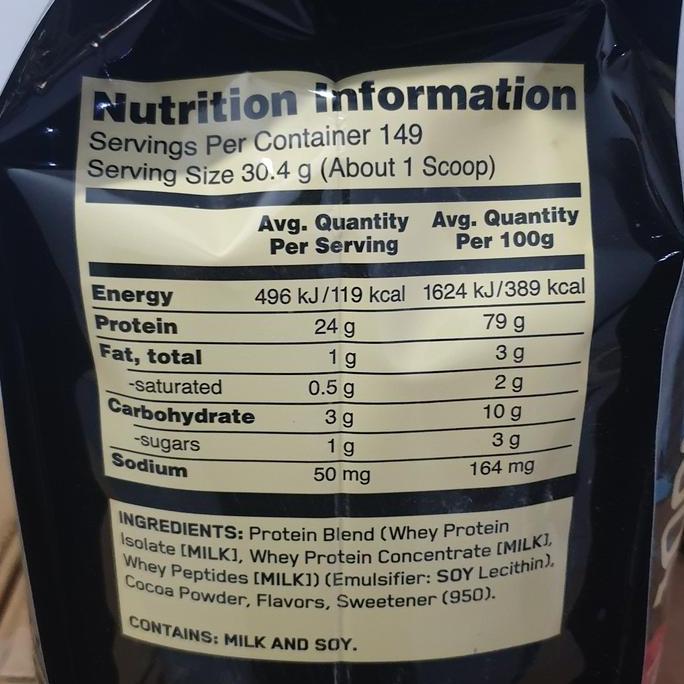 Nutrition Information
Servings Per Container 149
Serving Size 30.4 g (About 1 Scoop)
Avg. Quantity Per Serving Avg. Quantity Per 100g
Energy 496 kJ/119 kcal 1624 kJ/389 kcal
Protein 24 g 79 g
Fat, total 1 g 3 g
-saturated 0.5 g 2 g
Carbohydrate 3 g 10 g
-sugars 1 g 3 g
Sodium 50 mg 164 mg
INGREDIENTS: Protein Blend (Whey Protein
Isolate [MILK], Whey Protein Concentrate [MILK],
Whey Peptides [MILK]) (Emulsifier: SOY Lecithin),
Cocoa Powder, Flavors, Sweetener (950).
CONTAINS: MILK AND SOY.